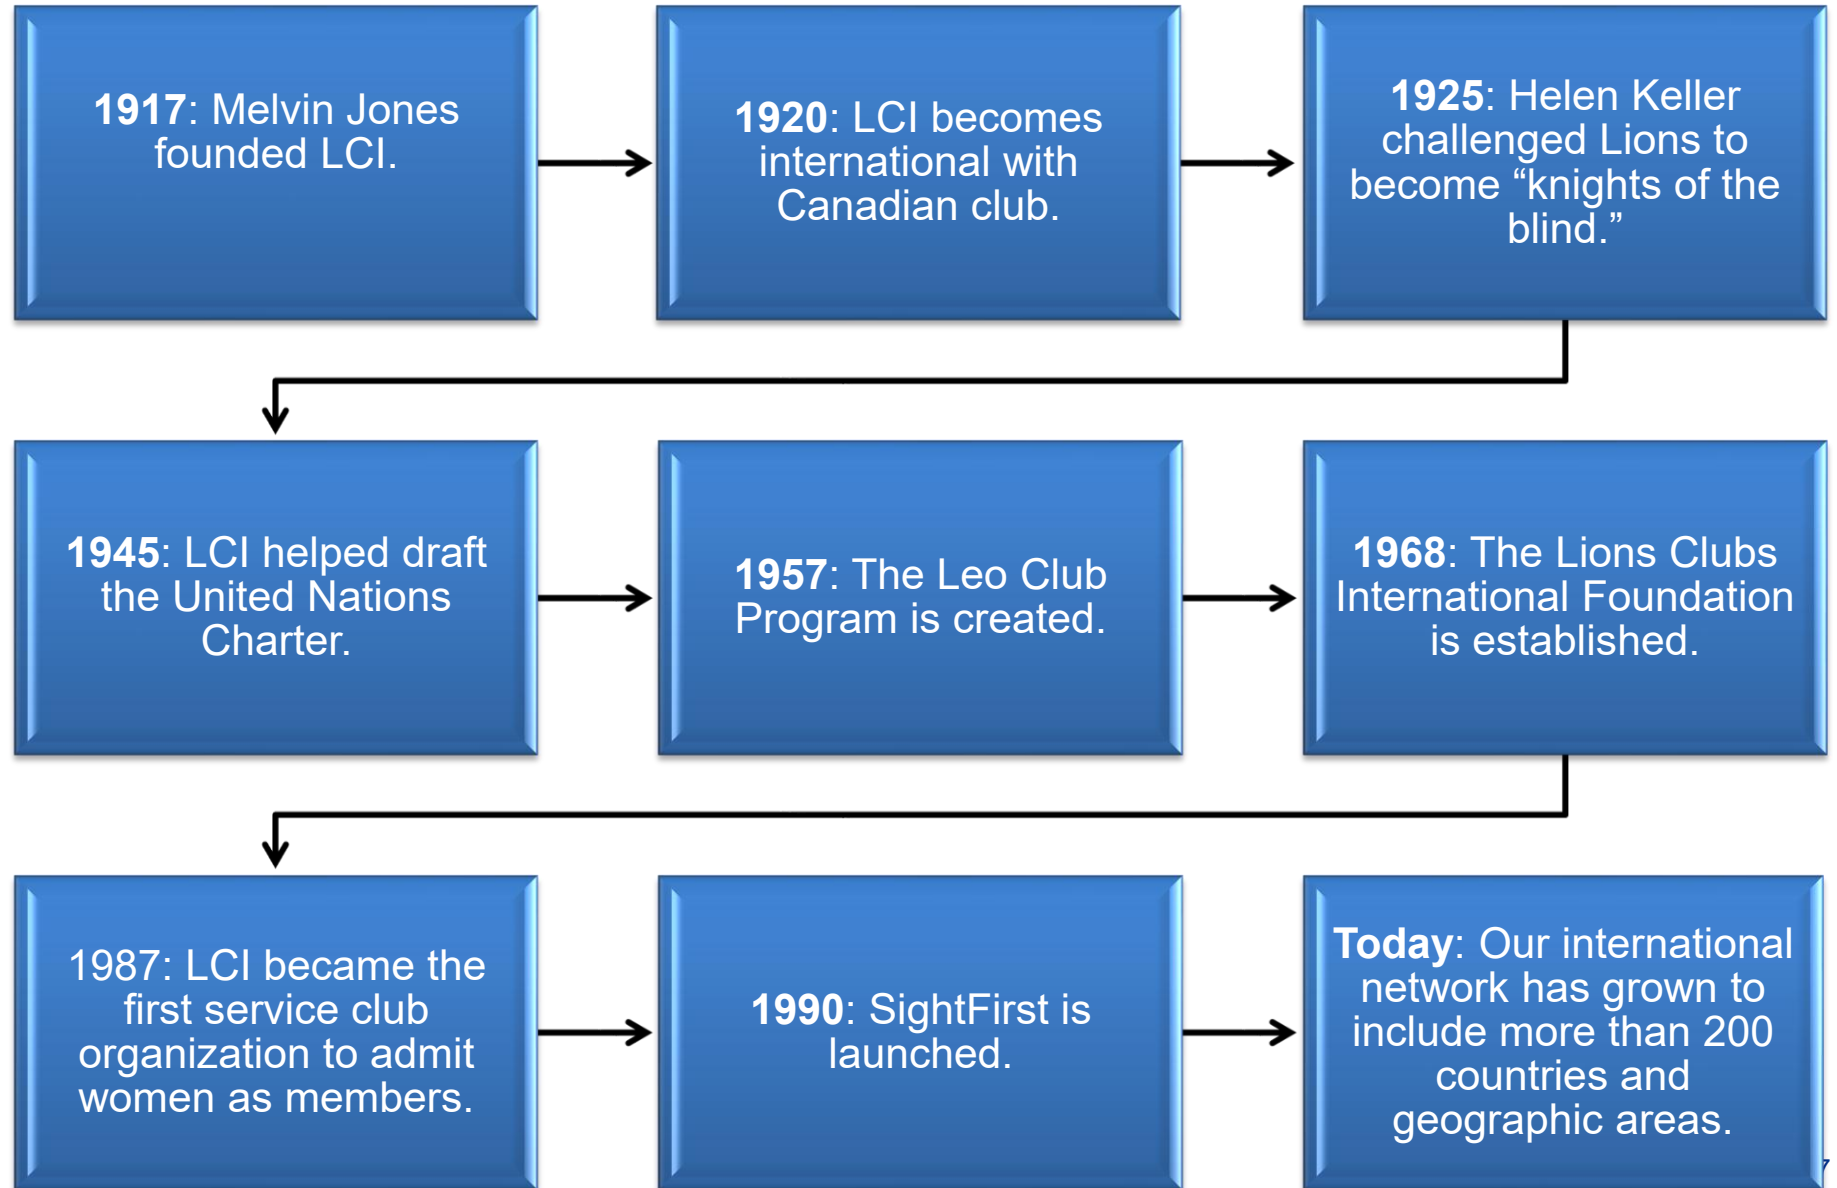 1917: Melvin Jones
founded LCI.
1920: LCI becomes
international with
Canadian club.
1925: Helen Keller
challenged Lions to
become “knights of the
blind.”
1945: LCI helped draft
the United Nations
Charter.
1957: The Leo Club
Program is created.
1968: The Lions Clubs
International Foundation
is established.
1987: LCI became the
first service club
organization to admit
women as members.
1990: SightFirst is
launched.
Today: Our international
network has grown to
include more than 200
countries and
geographic areas.